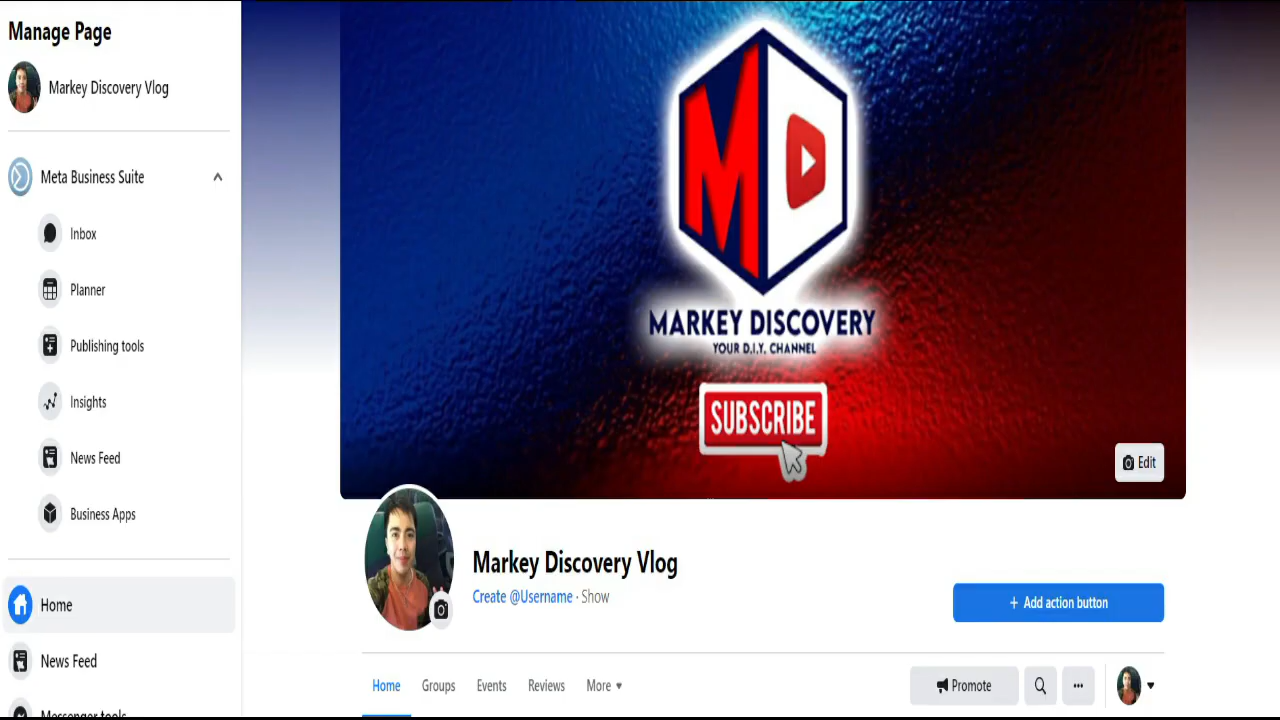 Manage Page
Markey Discovery Vlog
Meta Business Suite
Inbox
Planner
Publishing tools
Insights
News Feed
Business Apps
Home
News Feed
Messenger tools
MD
MARKEY DISCOVERY
YOUR D.I.Y. CHANNEL
SUBSCRIBE
Edit
Markey Discovery Vlog
Create @Username · Show
+ Add action button
Home Groups Events Reviews More
Promote